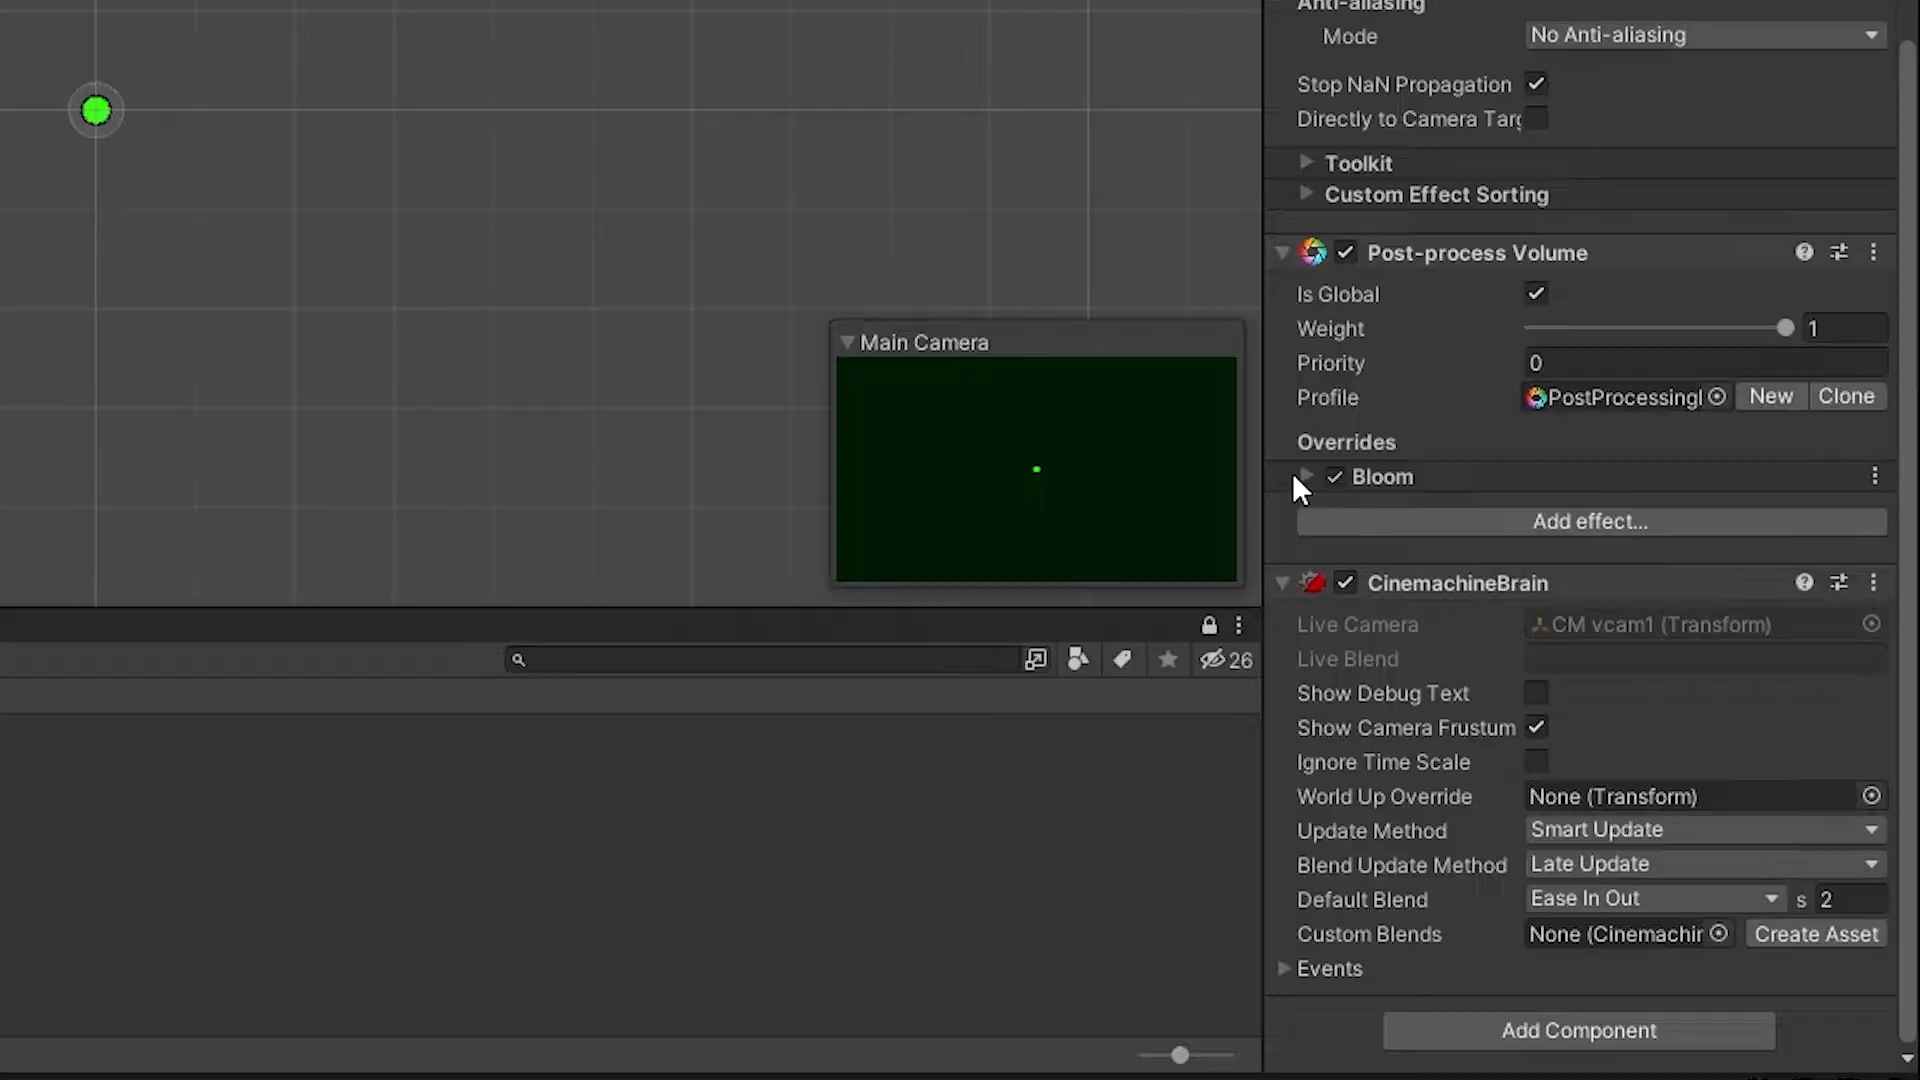 Anti-aliasing
Mode No Anti-aliasing
Stop NaN Propagation
Directly to Camera Targ
Toolkit
Custom Effect Sorting
Post-process Volume
Is Global
Weight 1
Priority 0
Profile PostProcessingl New Clone
Overrides
Bloom
Add effect...
CinemachineBrain
Live Camera CM vcam1 (Transform)
Live Blend
Show Debug Text
Show Camera Frustum
Ignore Time Scale
World Up Override None (Transform)
Update Method Smart Update
Blend Update Method Late Update
Default Blend Ease In Out s 2
Custom Blends None (Cinemachin Create Asset
Events
Add Component
Main Camera
26